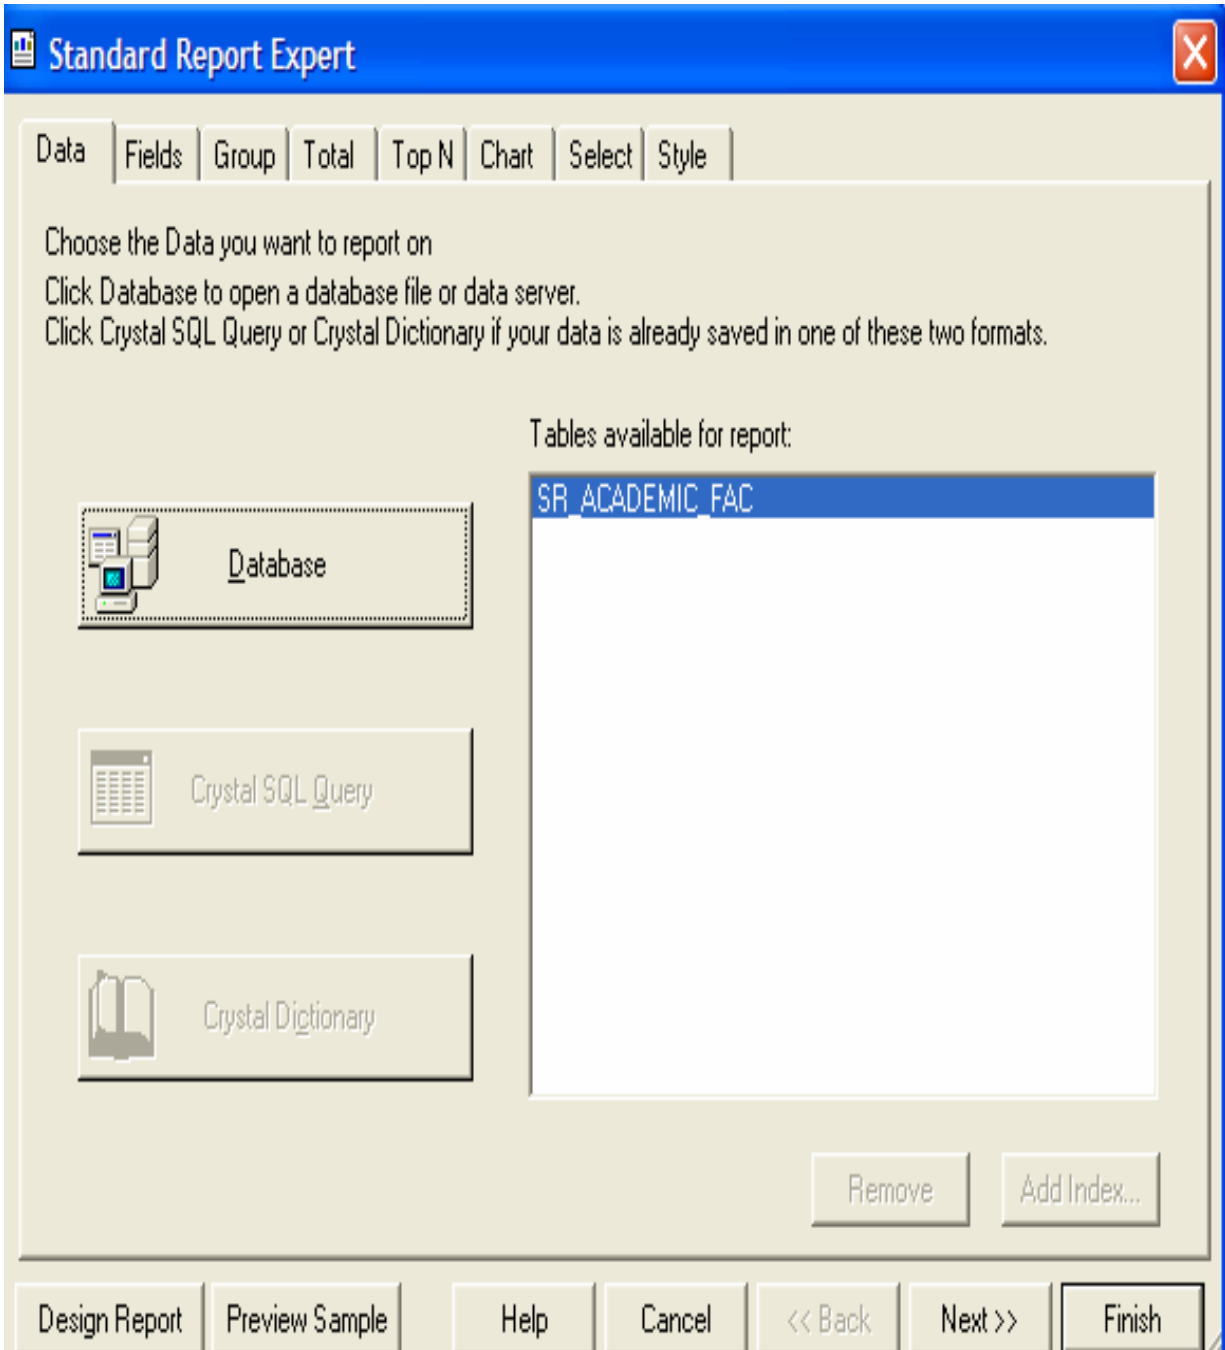 Standard Report Expert
Data Fields Group Total Top N Chart Select Style
Choose the Data you want to report on
Click Database to open a database file or data server.
Click Crystal SQL Query or Crystal Dictionary if your data is already saved in one of these two formats.
Tables available for report:
SR_ACADEMIC_FAC
Database
Crystal SQL Query
Crystal Dictionary
Remove Add Index...
Design Report Preview Sample Help Cancel << Back Next >> Finish